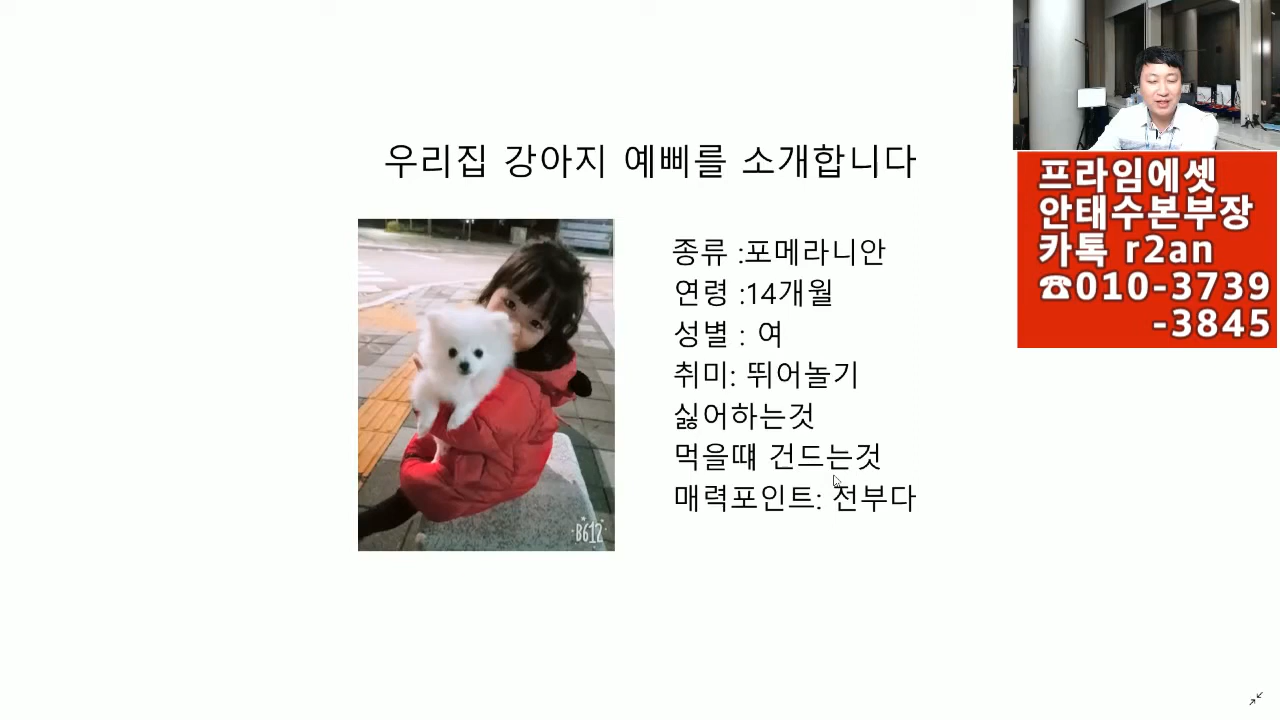 우리집 강아지 예삐를 소개합니다
종류 :포메라니안
연령 :14개월
성별 : 여
취미: 뛰어놀기
싫어하는것
먹을떄 건드는것
매력포인트: 전부다
B612
프라임에셋
안태수본부장
카톡 r2an
☎010-3739
-3845